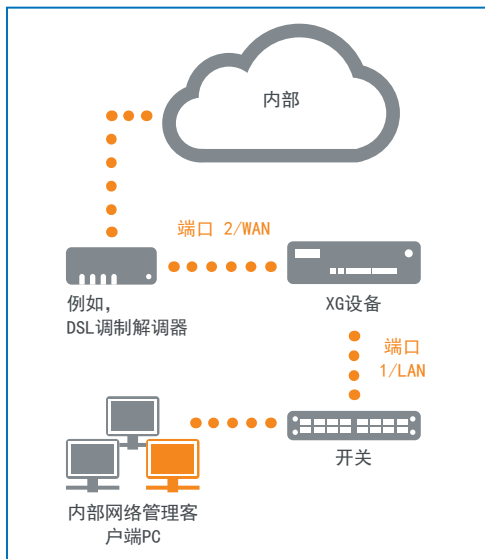 内部
端口 2/WAN
例如，
DSL调制解调器
XG设备
端口
1/LAN
开关
内部网络管理客
户端PC